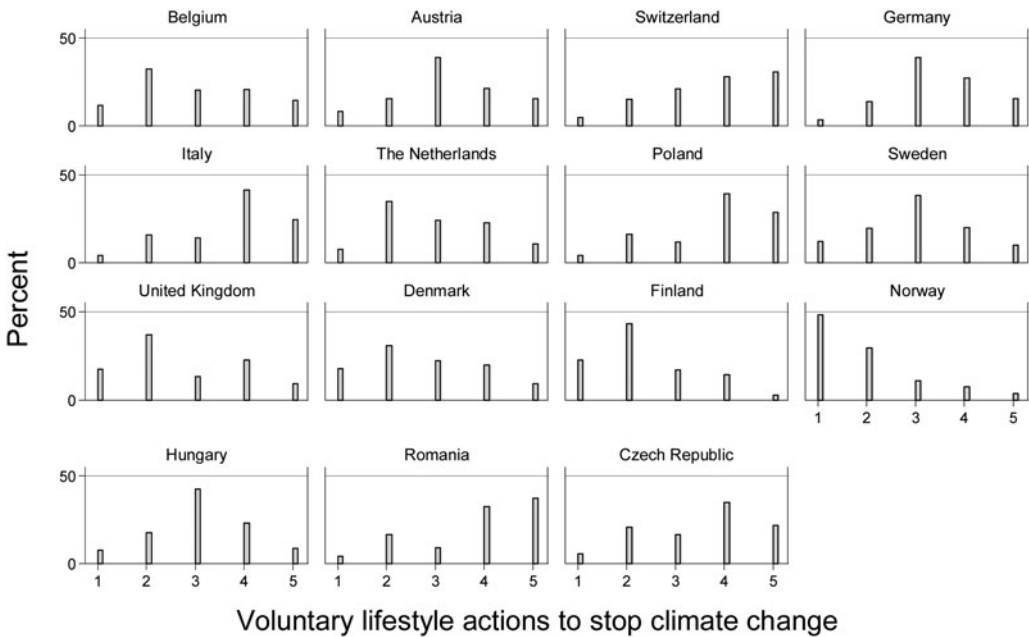 Belgium Austria Switzerland Germany
50
0
Italy The Netherlands Poland Sweden
50
0
United Kingdom Denmark Finland Norway
50
0
1 2 3 4 5
Hungary Romania Czech Republic
50
0
1 2 3 4 5 1 2 3 4 5 1 2 3 4 5
Percent
Voluntary lifestyle actions to stop climate change